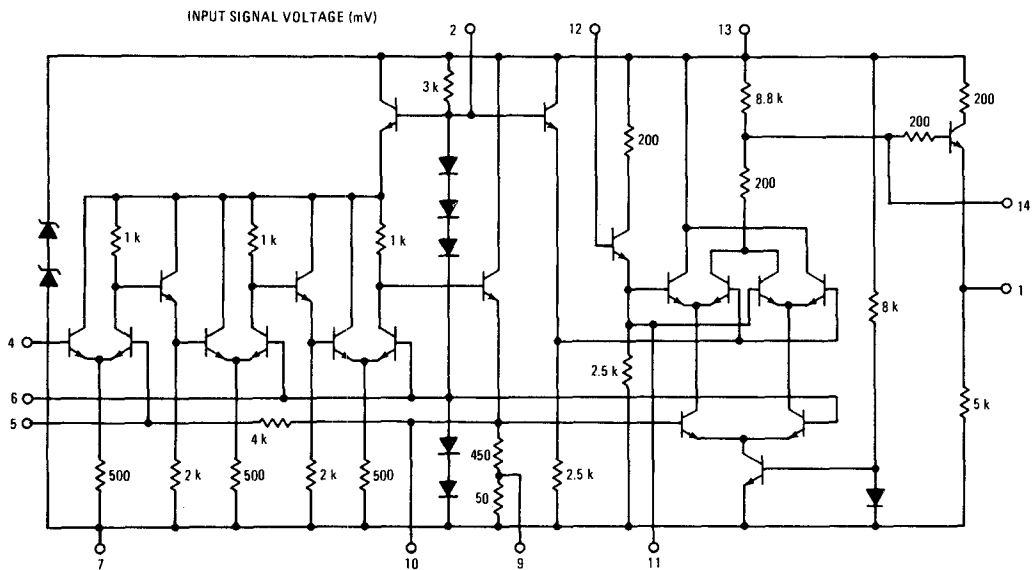 INPUT SIGNAL VOLTAGE (mV)
2 12 13
3 k 8.8 k 200
200 200
200 14
1 k 1 k 1 k
8 k 1
4
2.5 k
6
5 4 k 5 k
450
500 2 k 500 2 k 500 50 2.5 k
7 10 9 11